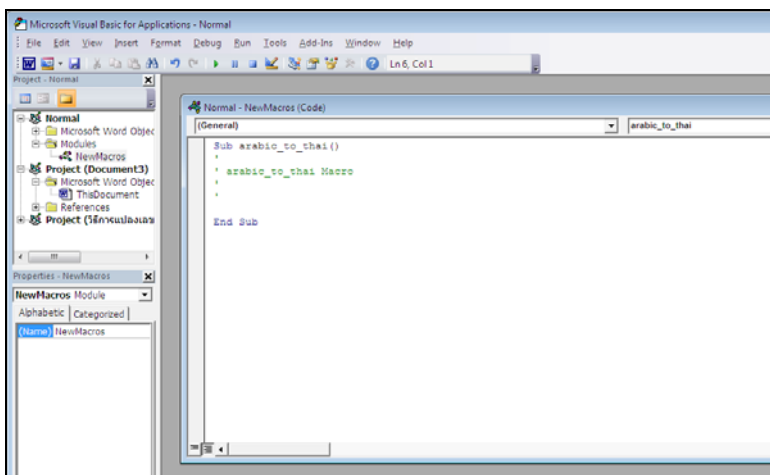 Microsoft Visual Basic for Applications - Normal
File Edit View Insert Format Debug Run Tools Add-Ins Window Help
Ln 6, Col 1
Project - Normal
Normal
Microsoft Word Objec
Modules
NewMacros
Project (Document3)
Microsoft Word Objec
ThisDocument
References
Project (วิธีการแปลงเลข
Properties - NewMacros
NewMacros Module
Alphabetic Categorized
(Name) NewMacros
Normal - NewMacros (Code)
(General) arabic_to_thai
Sub arabic_to_thai()
'
' arabic_to_thai Macro
'
'
End Sub